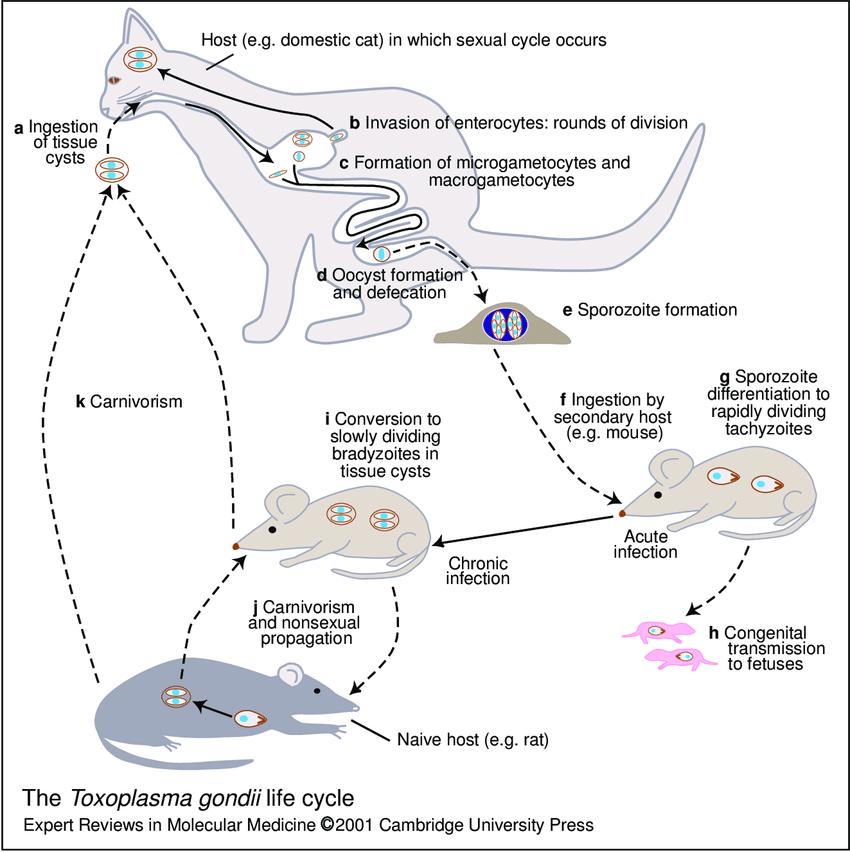 Host (e.g. domestic cat) in which sexual cycle occurs
a Ingestion
of tissue
cysts
b Invasion of enterocytes: rounds of division
c Formation of microgametocytes and
macrogametocytes
d Oocyst formation
and defecation
e Sporozoite formation
f Ingestion by
secondary host
(e.g. mouse)
g Sporozoite
differentiation to
rapidly dividing
tachyzoites
k Carnivorism
i Conversion to
slowly dividing
bradyzoites in
tissue cysts
Acute
infection
Chronic
infection
j Carnivorism
and nonsexual
propagation
h Congenital
transmission
to fetuses
Naive host (e.g. rat)
The Toxoplasma gondii life cycle
Expert Reviews in Molecular Medicine ©2001 Cambridge University Press